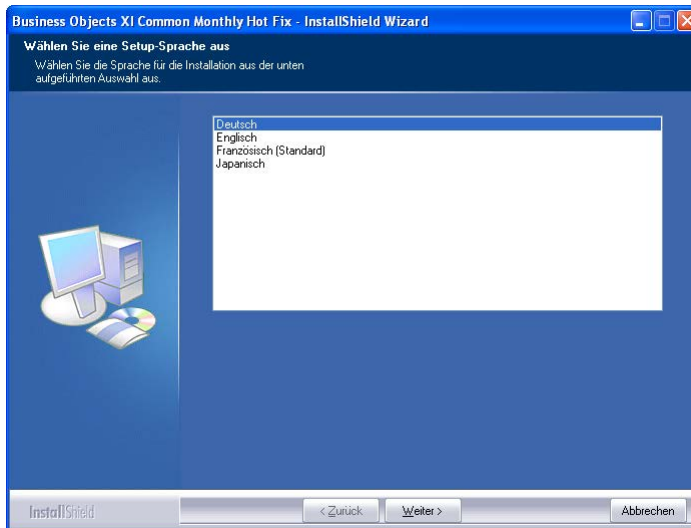 Business Objects XI Common Monthly Hot Fix - InstallShield Wizard
Wählen Sie eine Setup-Sprache aus
Wählen Sie die Sprache für die Installation aus der unten
aufgeführten Auswahl aus.
Deutsch
Englisch
Französisch (Standard)
Japanisch
InstallShield
< Zurück
Weiter >
Abbrechen